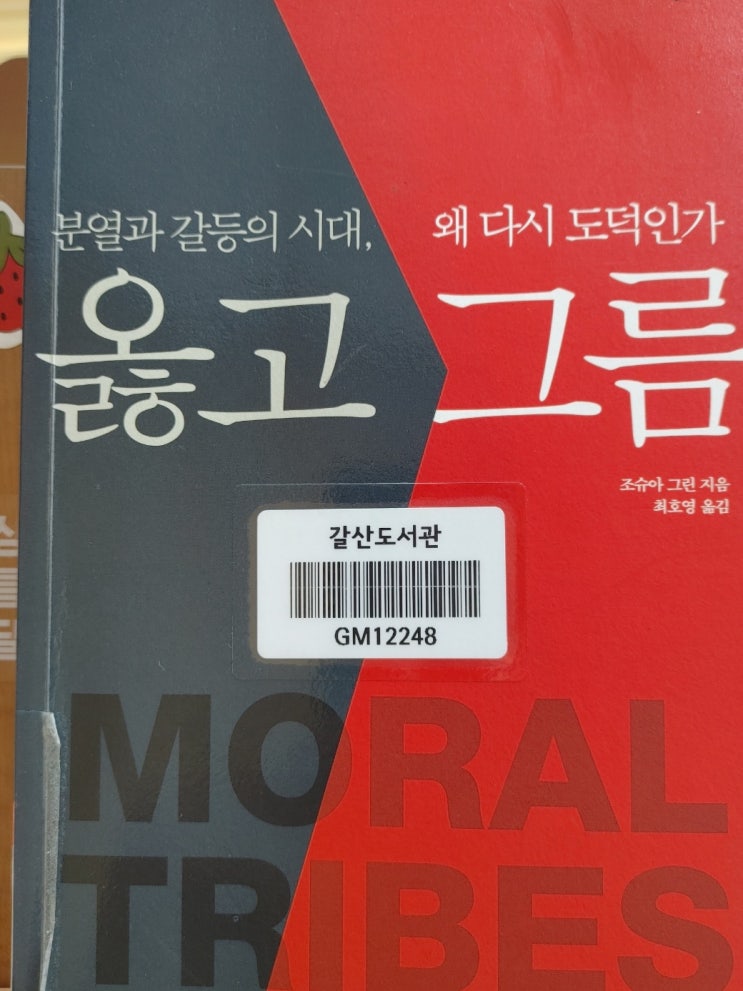 분열과 갈등의 시대, 왜 다시 도덕인가
옳고 그름
조슈아 그린 지음
최호영 옮김
갈산도서관
GM12248
MORAL
TRIBES